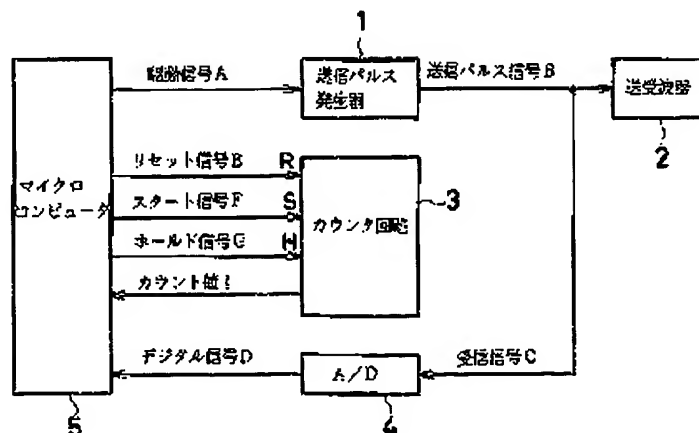 1
送信パルス
発生器
送信パルス信号B
送受波器
2
マイクロ
コンピュータ
駆動信号A
リセット信号E
R
スタート信号F
S
ホールド信号G
H
カウント値I
カウンタ回路
3
デジタル信号D
A/D
受信信号C
4
5